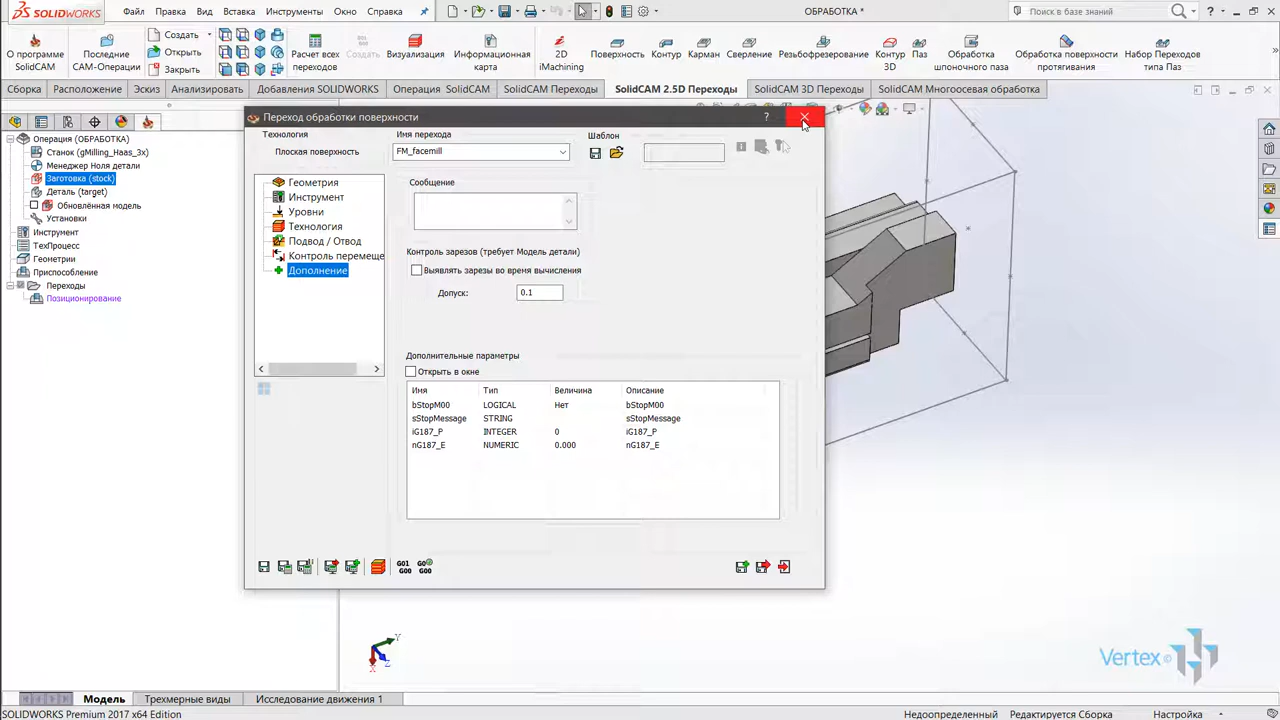 SOLIDWORKS Файл Правка Вид Вставка Инструменты Окно Справка ОБРАБОТКА * Поиск в базе знаний ?
О программе SolidCAM
Последние CAM-Операции
Создать
Открыть
Закрыть
Расчет всех переходов
Создать
Визуализация
Информационная карта
2D iMachining
Поверхность
Контур
Карман
Сверление
Резьбофрезерование
Контур 3D
Паз
Обработка шпоночного паза
Обработка поверхности протягивания
Набор Переходов типа Паз
Сборка Расположение Эскиз Анализировать Добавления SOLIDWORKS Операция SolidCAM SolidCAM Переходы SolidCAM 2.5D Переходы SolidCAM 3D Переходы SolidCAM Многоосевая обработка
Операция (ОБРАБОТКА)
Станок (gMilling_Haas_3x)
Менеджер Ноля детали
Заготовка (stock)
Деталь (target)
Обновлённая модель
Установки
Инструмент
ТехПроцесс
Геометрии
Приспособление
Переходы
Позиционирование
Переход обработки поверхности ?
Технология
Плоская поверхность
Имя перехода
FM_facemill
Шаблон
Геометрия
Инструмент
Уровни
Технология
Подвод / Отвод
Контроль перемеще
Дополнение
Сообщение
Контроль зарезов (требует Модель детали)
Выявлять зарезы во время вычисления
Допуск: 0.1
Дополнительные параметры
Открыть в окне
Имя Тип Величина Описание
bStopM00 LOGICAL Нет bStopM00
sStopMessage STRING sStopMessage
iG187_P INTEGER 0 iG187_P
nG187_E NUMERIC 0.000 nG187_E
G01 G00
G0 G00
Y
X
Z
Vertex©
Модель Трехмерные виды Исследование движения 1
SOLIDWORKS Premium 2017 x64 Edition Недоопределенный Редактируется Сборка Настройка